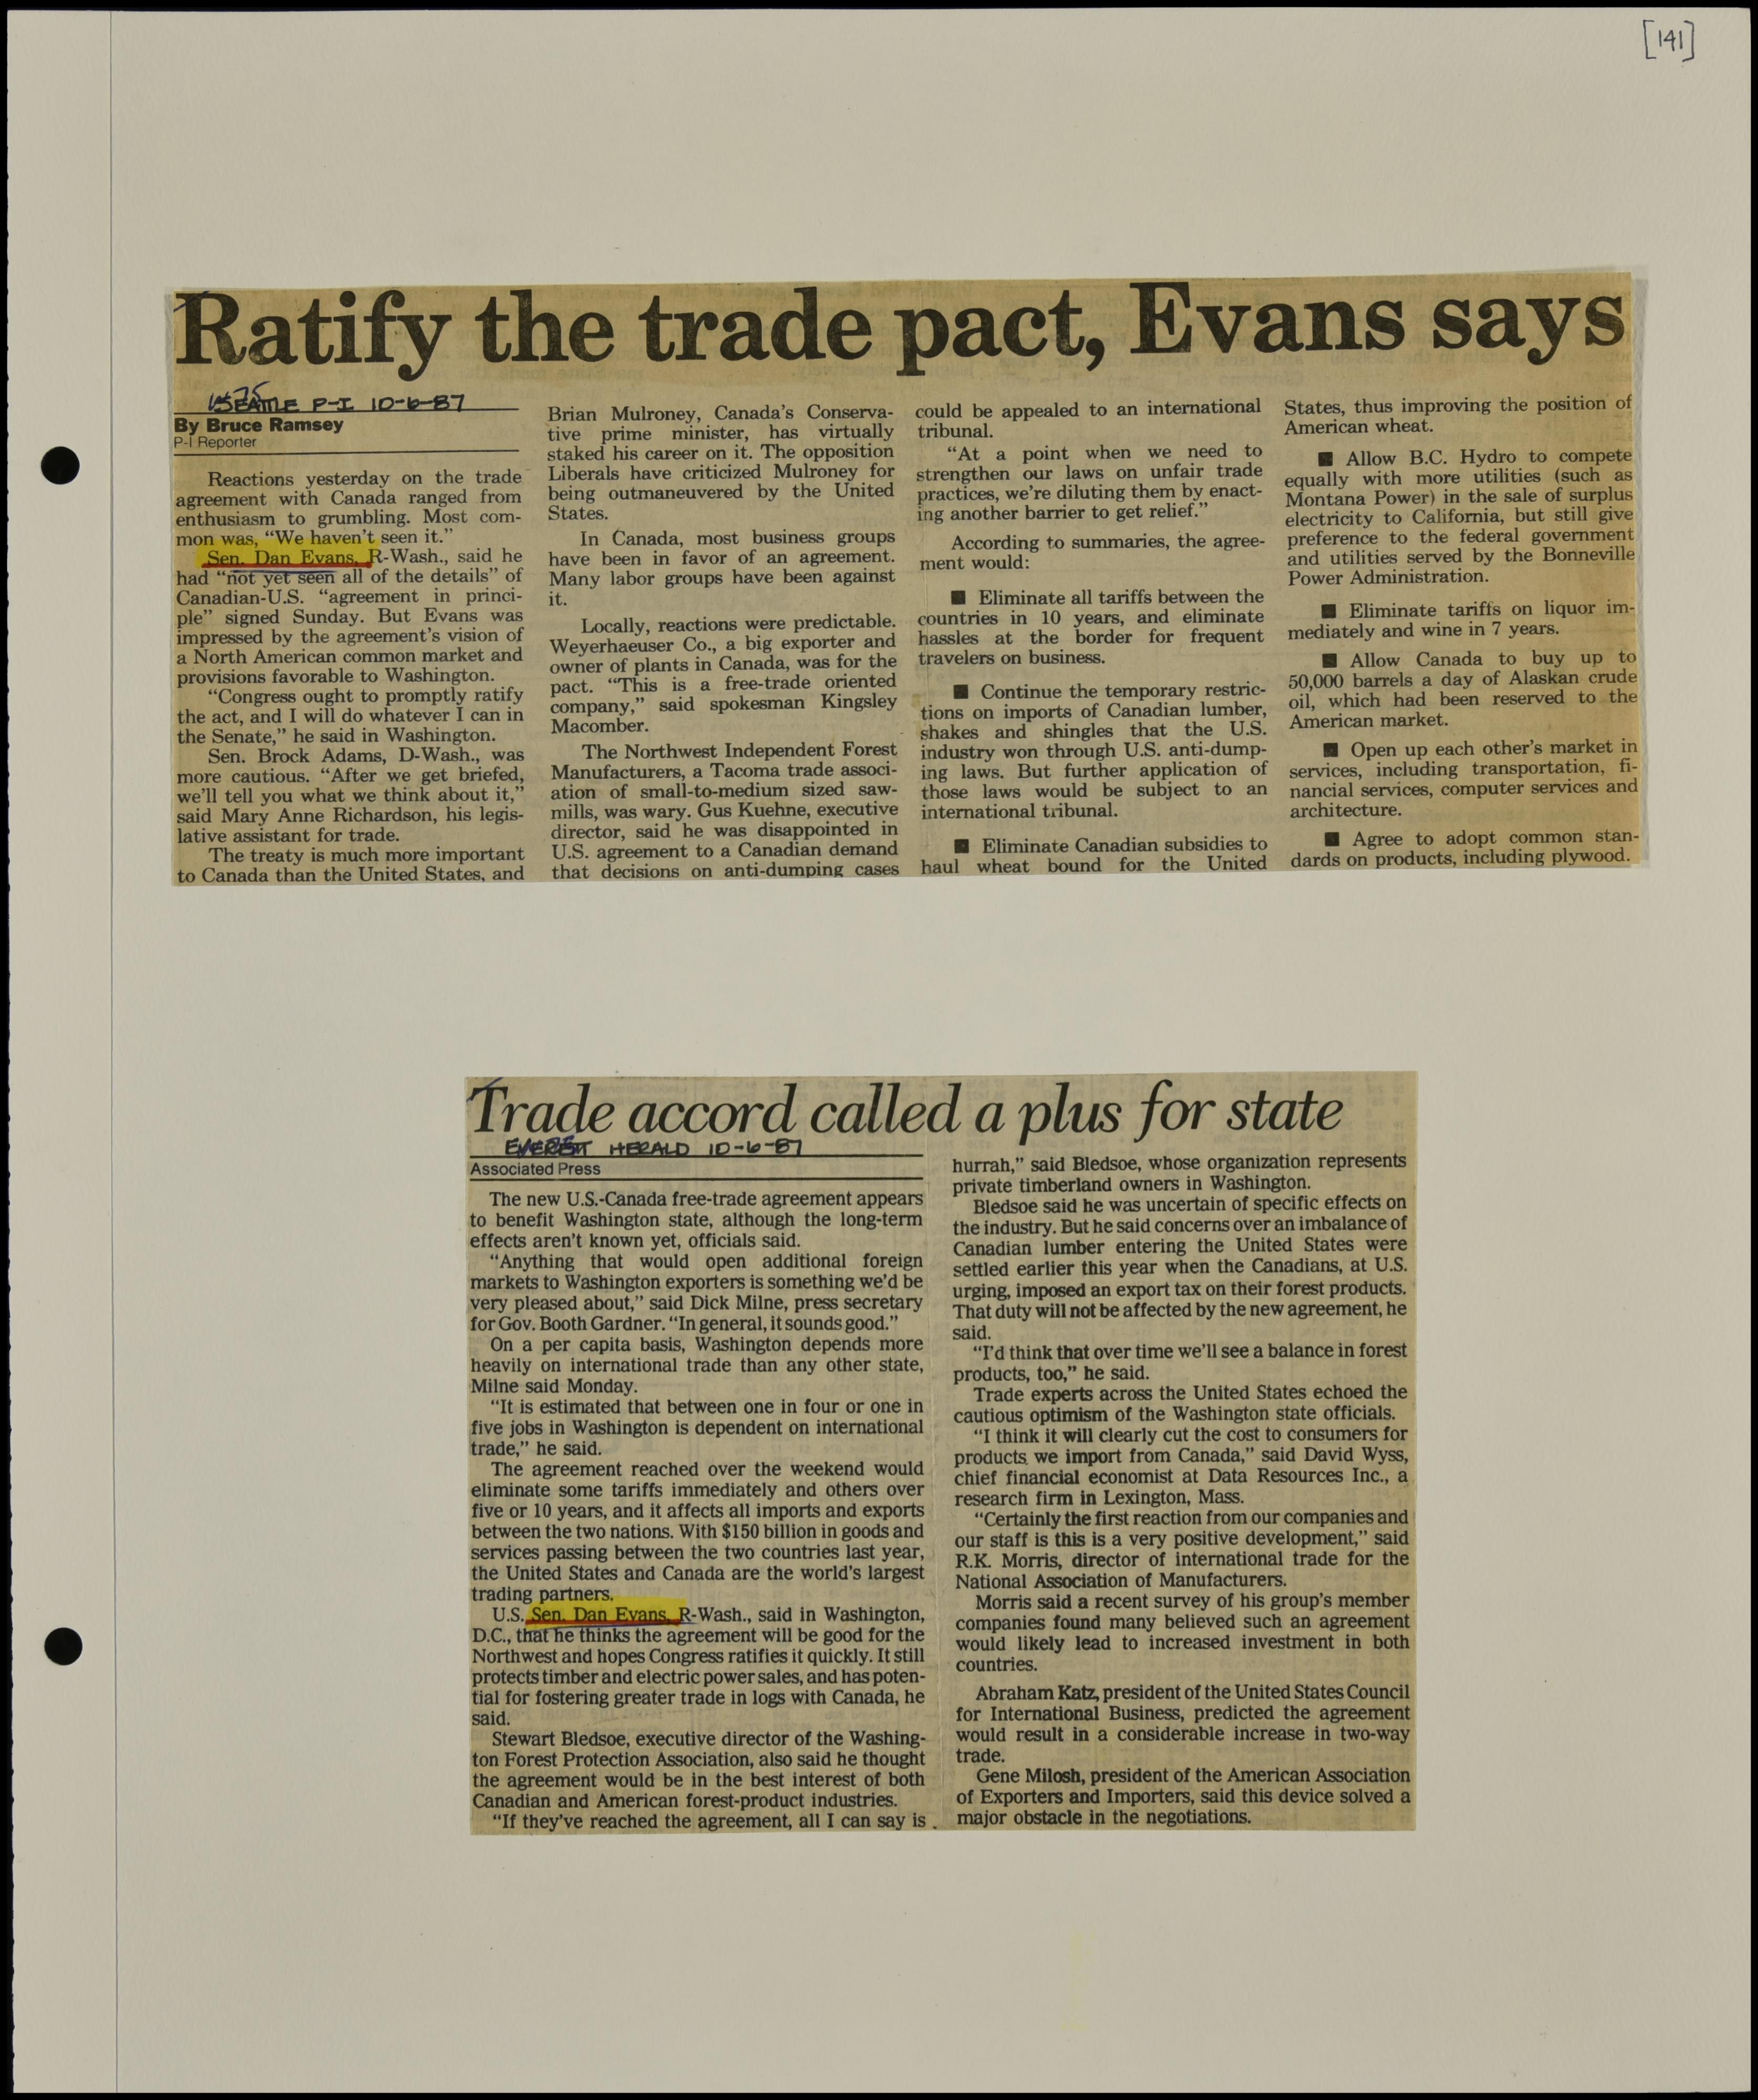 [141]
Ratify the trade pact, Evans says
SEATTLE P-I 10-6-87
By Bruce Ramsey
P-I Reporter
Reactions yesterday on the trade
agreement with Canada ranged from
enthusiasm to grumbling. Most com-
mon was, “We haven’t seen it.”
Sen. Dan Evans, R-Wash., said he
had “not yet seen all of the details” of
Canadian-U.S. “agreement in princi-
ple” signed Sunday. But Evans was
impressed by the agreement’s vision of
a North American common market and
provisions favorable to Washington.
“Congress ought to promptly ratify
the act, and I will do whatever I can in
the Senate,” he said in Washington.
Sen. Brock Adams, D-Wash., was
more cautious. “After we get briefed,
we’ll tell you what we think about it,”
said Mary Anne Richardson, his legis-
lative assistant for trade.
The treaty is much more important
to Canada than the United States, and
Brian Mulroney, Canada’s Conserva-
tive prime minister, has virtually
staked his career on it. The opposition
Liberals have criticized Mulroney for
being outmaneuvered by the United
States.
In Canada, most business groups
have been in favor of an agreement.
Many labor groups have been against
it.
Locally, reactions were predictable.
Weyerhaeuser Co., a big exporter and
owner of plants in Canada, was for the
pact. “This is a free-trade oriented
company,” said spokesman Kingsley
Macomber.
The Northwest Independent Forest
Manufacturers, a Tacoma trade associ-
ation of small-to-medium sized saw-
mills, was wary. Gus Kuehne, executive
director, said he was disappointed in
U.S. agreement to a Canadian demand
that decisions on anti-dumping cases
could be appealed to an international
tribunal.
“At a point when we need to
strengthen our laws on unfair trade
practices, we’re diluting them by enact-
ing another barrier to get relief.”
According to summaries, the agree-
ment would:
■ Eliminate all tariffs between the
countries in 10 years, and eliminate
hassles at the border for frequent
travelers on business.
■ Continue the temporary restric-
tions on imports of Canadian lumber,
shakes and shingles that the U.S.
industry won through U.S. anti-dump-
ing laws. But further application of
those laws would be subject to an
international tribunal.
■ Eliminate Canadian subsidies to
haul wheat bound for the United
States, thus improving the position of
American wheat.
■ Allow B.C. Hydro to compete
equally with more utilities (such as
Montana Power) in the sale of surplus
electricity to California, but still give
preference to the federal government
and utilities served by the Bonneville
Power Administration.
■ Eliminate tariffs on liquor im-
mediately and wine in 7 years.
■ Allow Canada to buy up to
50,000 barrels a day of Alaskan crude
oil, which had been reserved to the
American market.
■ Open up each other’s market in
services, including transportation, fi-
nancial services, computer services and
architecture.
■ Agree to adopt common stan-
dards on products, including plywood.
Trade accord called a plus for state
EVERETT HERALD 10-6-87
Associated Press
The new U.S.-Canada free-trade agreement appears
to benefit Washington state, although the long-term
effects aren’t known yet, officials said.
“Anything that would open additional foreign
markets to Washington exporters is something we’d be
very pleased about,” said Dick Milne, press secretary
for Gov. Booth Gardner. “In general, it sounds good.”
On a per capita basis, Washington depends more
heavily on international trade than any other state,
Milne said Monday.
“It is estimated that between one in four or one in
five jobs in Washington is dependent on international
trade,” he said.
The agreement reached over the weekend would
eliminate some tariffs immediately and others over
five or 10 years, and it affects all imports and exports
between the two nations. With $150 billion in goods and
services passing between the two countries last year,
the United States and Canada are the world’s largest
trading partners.
U.S. Sen. Dan Evans, R-Wash., said in Washington,
D.C., that he thinks the agreement will be good for the
Northwest and hopes Congress ratifies it quickly. It still
protects timber and electric power sales, and has poten-
tial for fostering greater trade in logs with Canada, he
said.
Stewart Bledsoe, executive director of the Washing-
ton Forest Protection Association, also said he thought
the agreement would be in the best interest of both
Canadian and American forest-product industries.
“If they’ve reached the agreement, all I can say is
hurrah,” said Bledsoe, whose organization represents
private timberland owners in Washington.
Bledsoe said he was uncertain of specific effects on
the industry. But he said concerns over an imbalance of
Canadian lumber entering the United States were
settled earlier this year when the Canadians, at U.S.
urging, imposed an export tax on their forest products.
That duty will not be affected by the new agreement, he
said.
“I’d think that over time we’ll see a balance in forest
products, too,” he said.
Trade experts across the United States echoed the
cautious optimism of the Washington state officials.
“I think it will clearly cut the cost to consumers for
products we import from Canada,” said David Wyss,
chief financial economist at Data Resources Inc., a
research firm in Lexington, Mass.
“Certainly the first reaction from our companies and
our staff is this is a very positive development,” said
R.K. Morris, director of international trade for the
National Association of Manufacturers.
Morris said a recent survey of his group’s member
companies found many believed such an agreement
would likely lead to increased investment in both
countries.
Abraham Katz, president of the United States Council
for International Business, predicted the agreement
would result in a considerable increase in two-way
trade.
Gene Milosh, president of the American Association
of Exporters and Importers, said this device solved a
major obstacle in the negotiations.